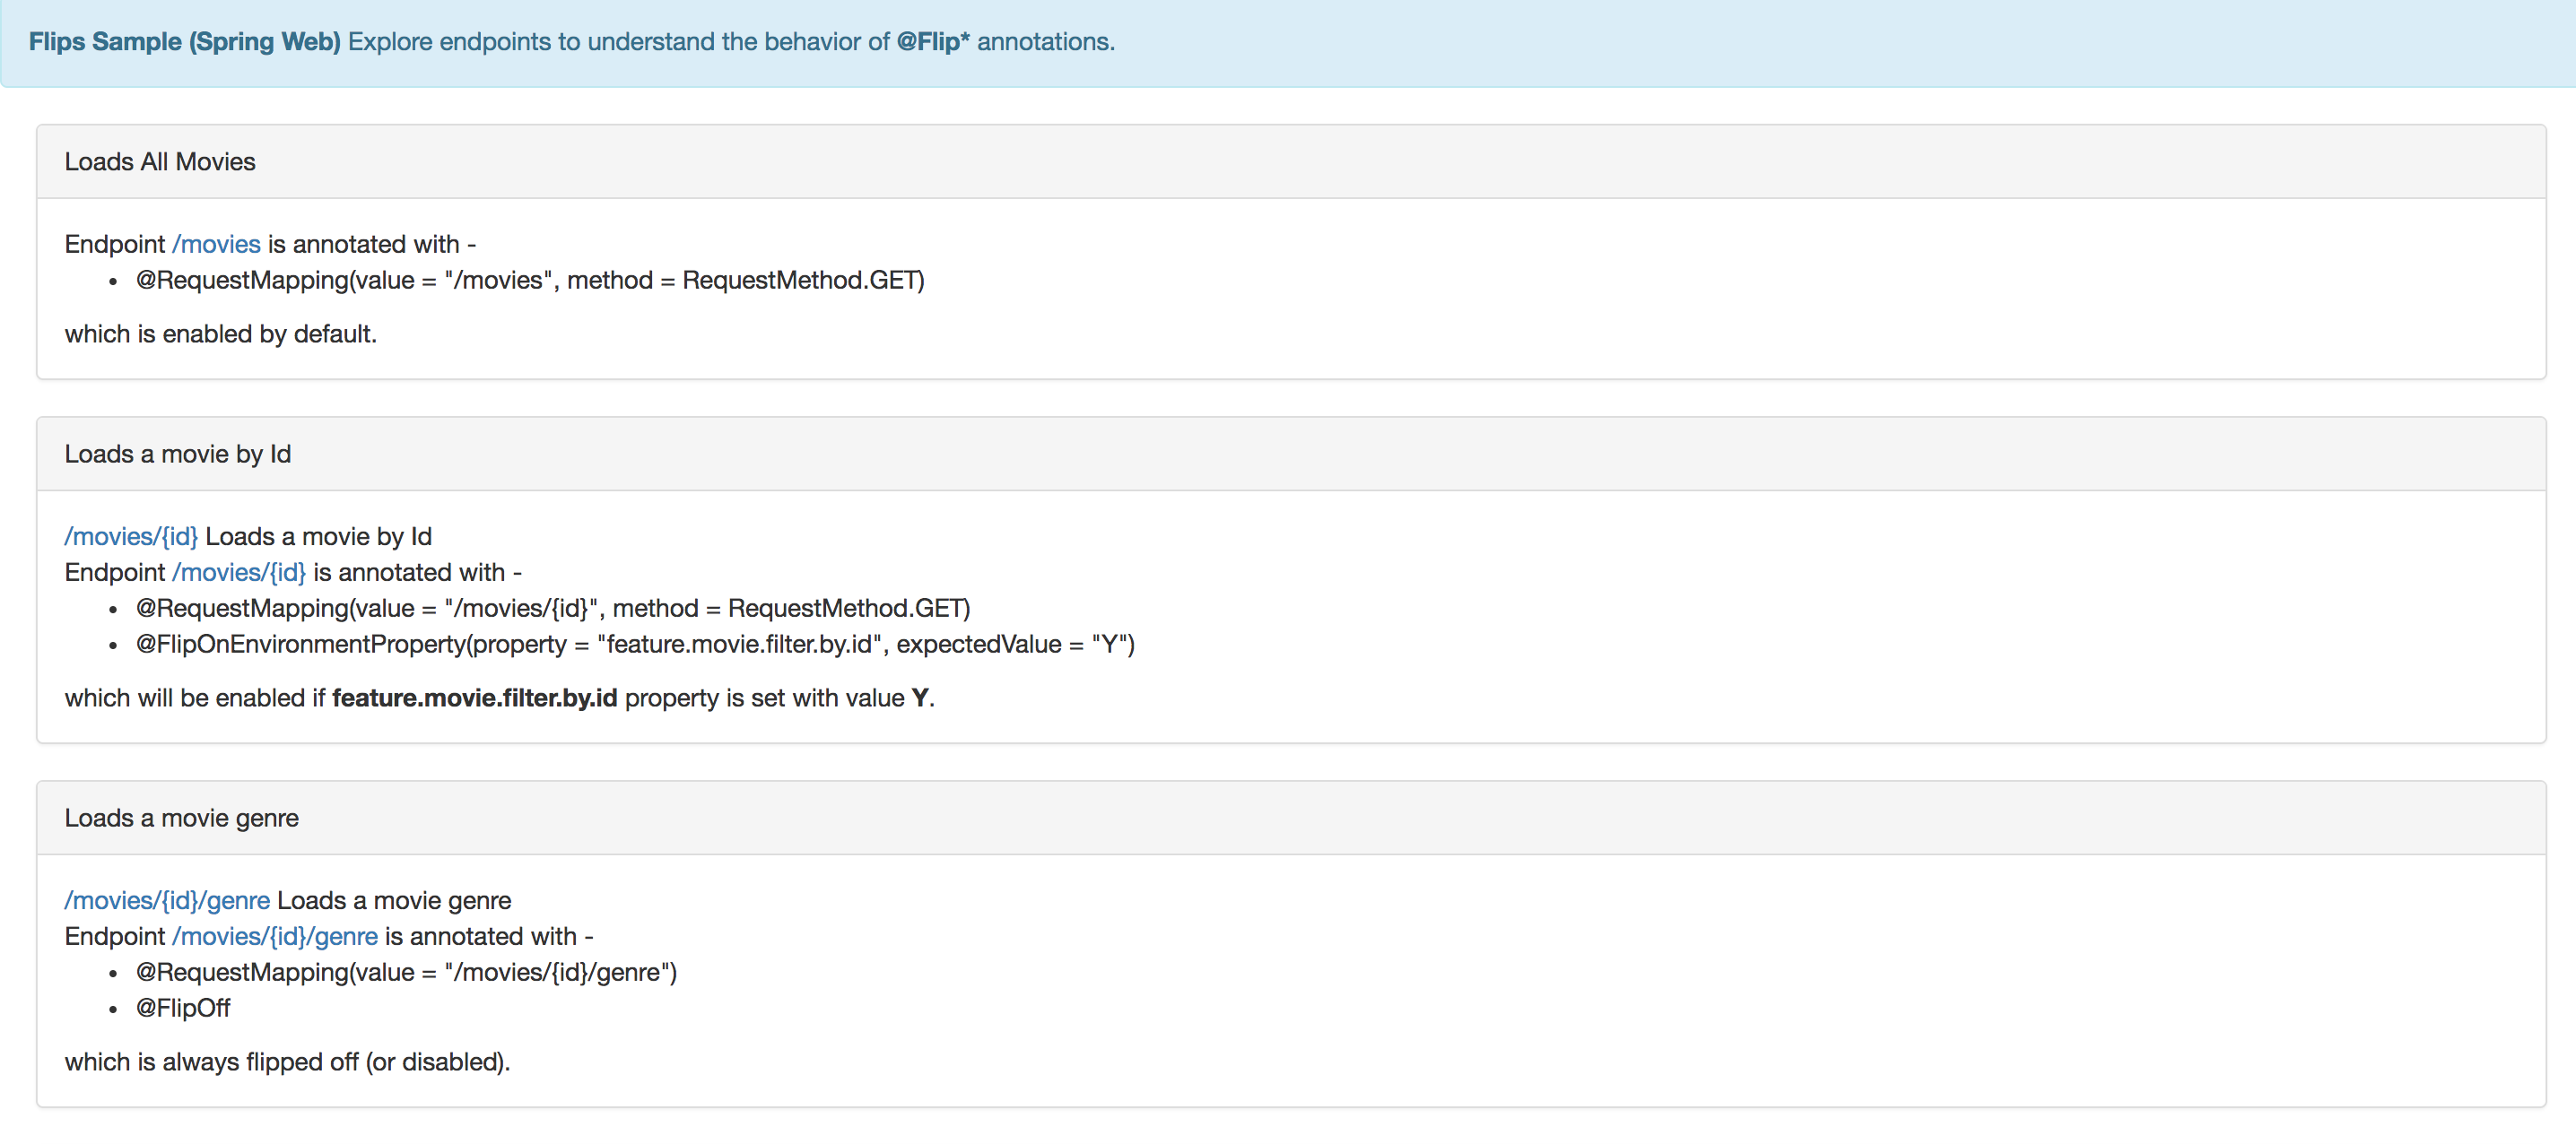 Flips Sample (Spring Web) Explore endpoints to understand the behavior of @Flip* annotations.
Loads All Movies
Endpoint /movies is annotated with -
• @RequestMapping(value = "/movies", method = RequestMethod.GET)
which is enabled by default.
Loads a movie by Id
/movies/{id} Loads a movie by Id
Endpoint /movies/{id} is annotated with -
• @RequestMapping(value = "/movies/{id}", method = RequestMethod.GET)
• @FlipOnEnvironmentProperty(property = "feature.movie.filter.by.id", expectedValue = "Y")
which will be enabled if feature.movie.filter.by.id property is set with value Y.
Loads a movie genre
/movies/{id}/genre Loads a movie genre
Endpoint /movies/{id}/genre is annotated with -
• @RequestMapping(value = "/movies/{id}/genre")
• @FlipOff
which is always flipped off (or disabled).